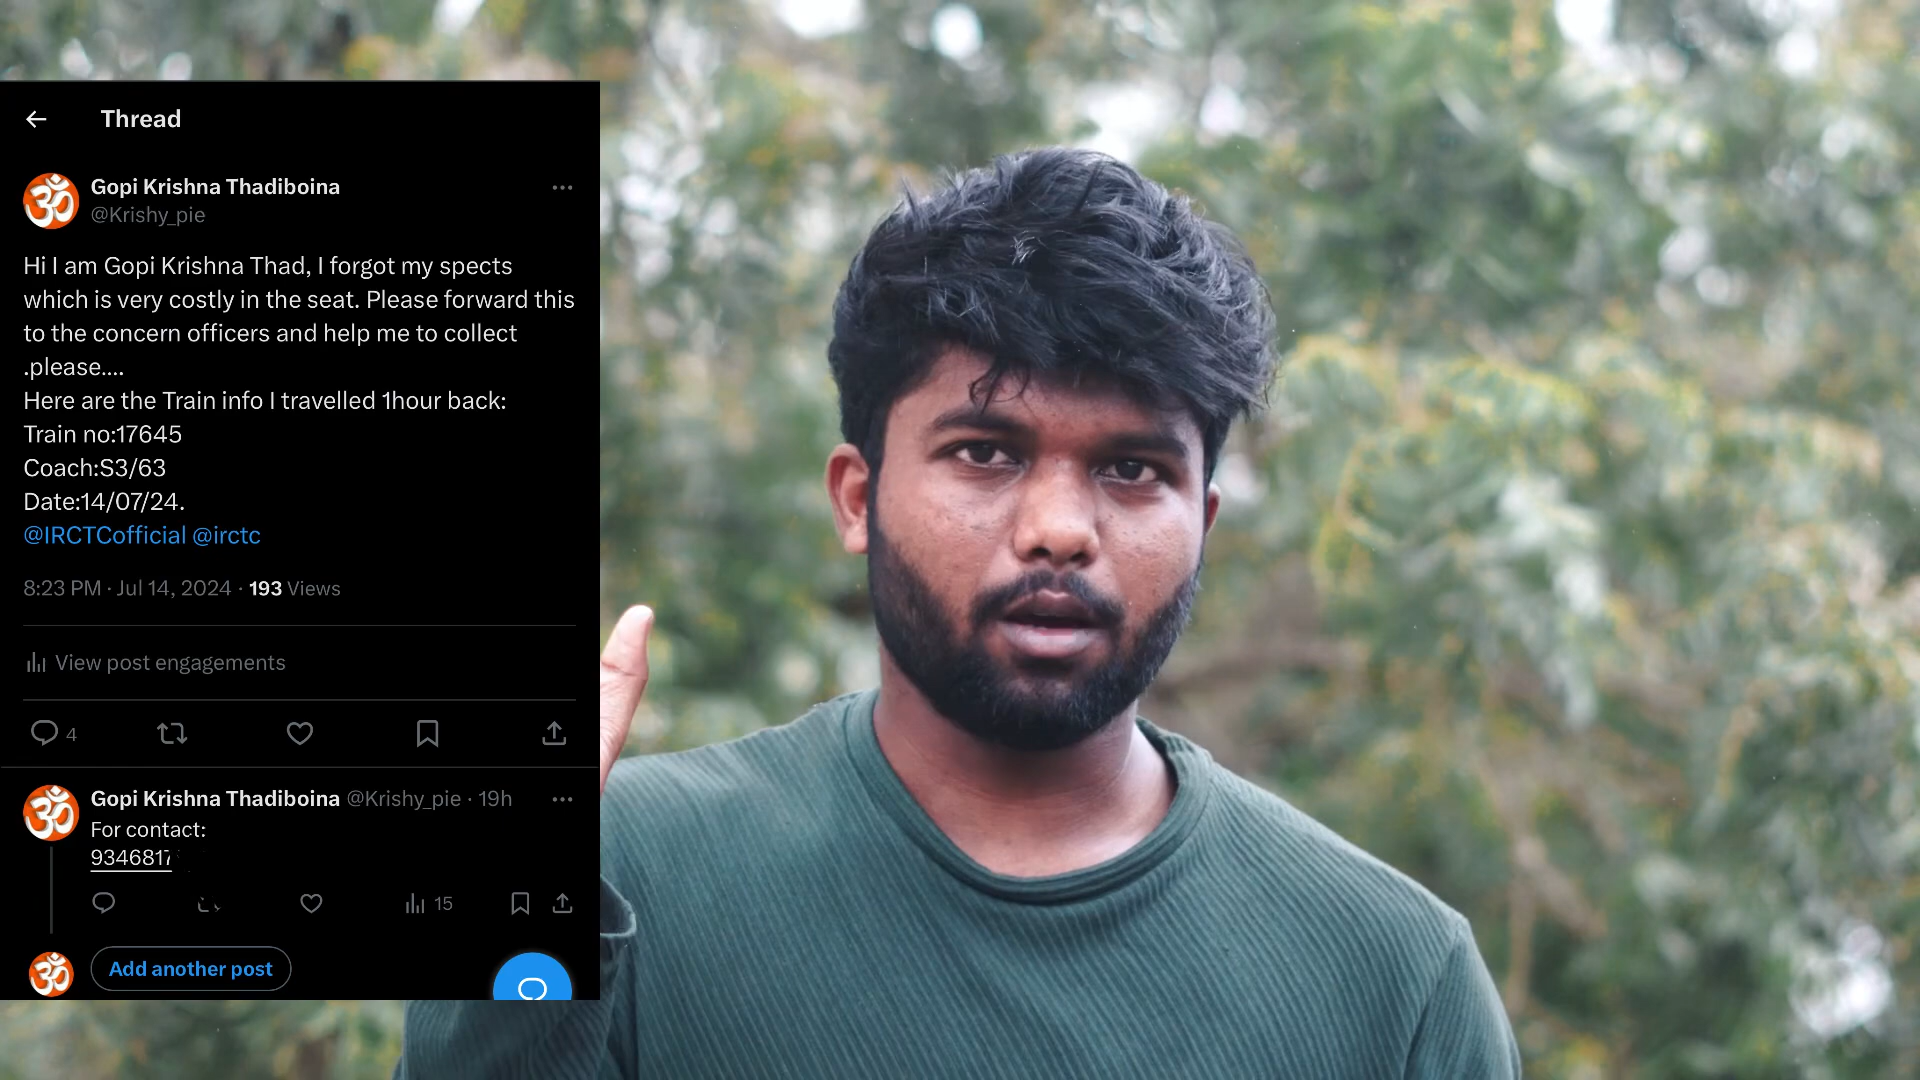 Thread
Gopi Krishna Thadiboina
@Krishy_pie
Hi I am Gopi Krishna Thad, I forgot my spects
which is very costly in the seat. Please forward this
to the concern officers and help me to collect
.please....
Here are the Train info I travelled 1hour back:
Train no:17645
Coach:S3/63
Date:14/07/24.
@IRCTCofficial @irctc
8:23 PM · Jul 14, 2024 · 193 Views
View post engagements
4
Gopi Krishna Thadiboina @Krishy_pie · 19h
For contact:
9346817
15
Add another post